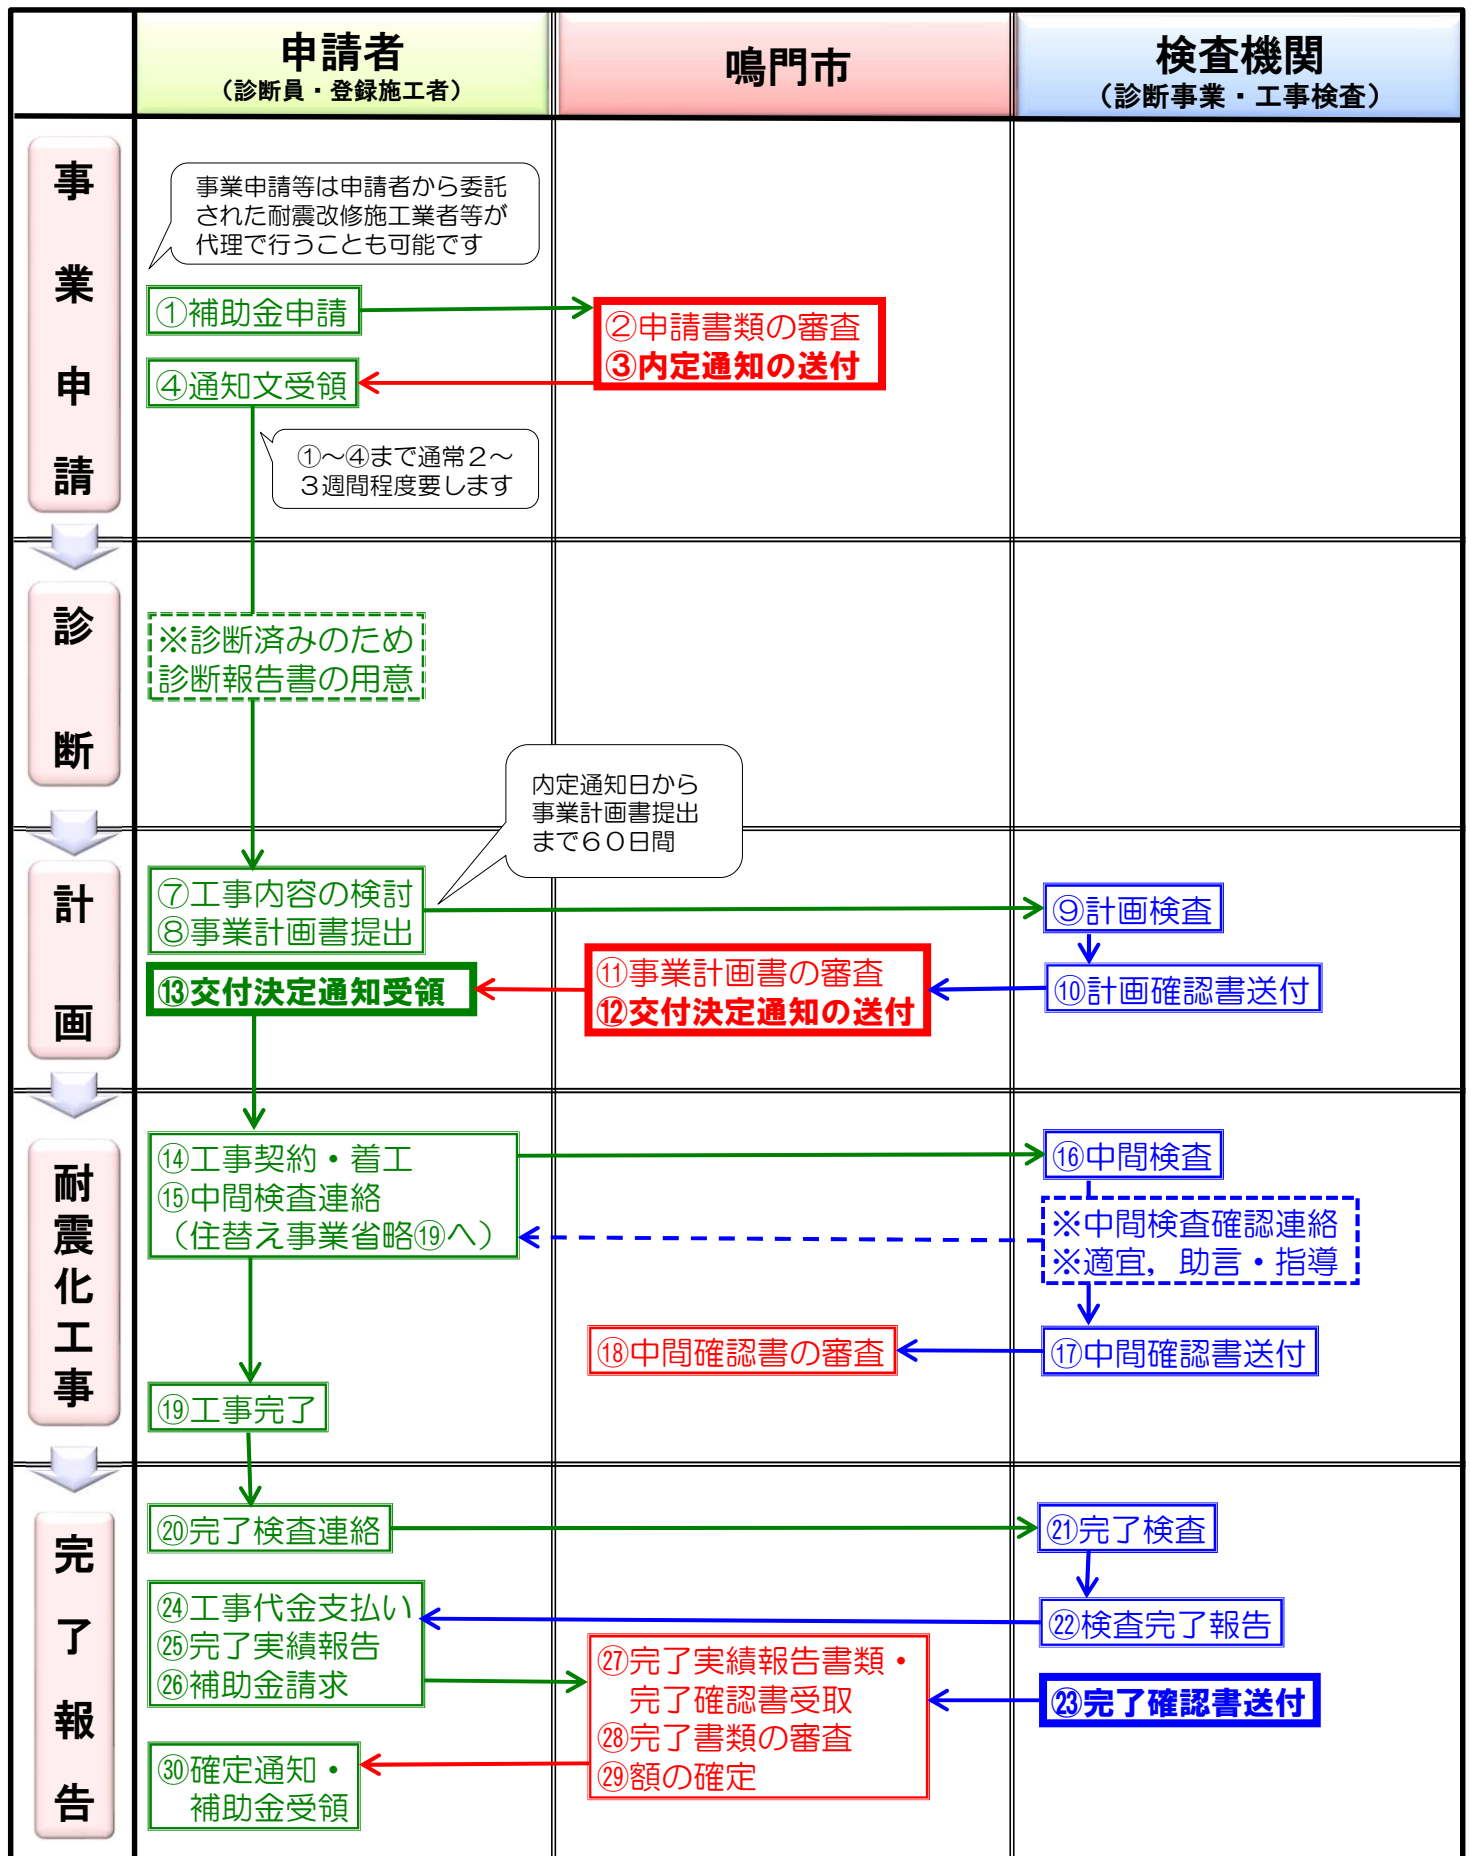 申請者
（診断員・登録施工者）
鳴門市
検査機関
（診断事業・工事検査）
事業申請
事業申請等は申請者から委託
された耐震改修施工業者等が
代理で行うことも可能です
①補助金申請
②申請書類の審査
③内定通知の送付
④通知文受領
①～④まで通常２～
３週間程度要します
診断
※診断済みのため
診断報告書の用意
内定通知日から
事業計画書提出
まで６０日間
計画
⑦工事内容の検討
⑧事業計画書提出
⑨計画検査
⑩計画確認書送付
⑪事業計画書の審査
⑫交付決定通知の送付
⑬交付決定通知受領
耐震化工事
⑭工事契約・着工
⑮中間検査連絡
（住替え事業省略⑲へ）
⑯中間検査
※中間検査確認連絡
※適宜，助言・指導
⑰中間確認書送付
⑱中間確認書の審査
⑲工事完了
完了報告
⑳完了検査連絡
㉑完了検査
㉒検査完了報告
㉓完了確認書送付
㉔工事代金支払い
㉕完了実績報告
㉖補助金請求
㉗完了実績報告書類・
完了確認書受取
㉘完了書類の審査
㉙額の確定
㉚確定通知・
補助金受領